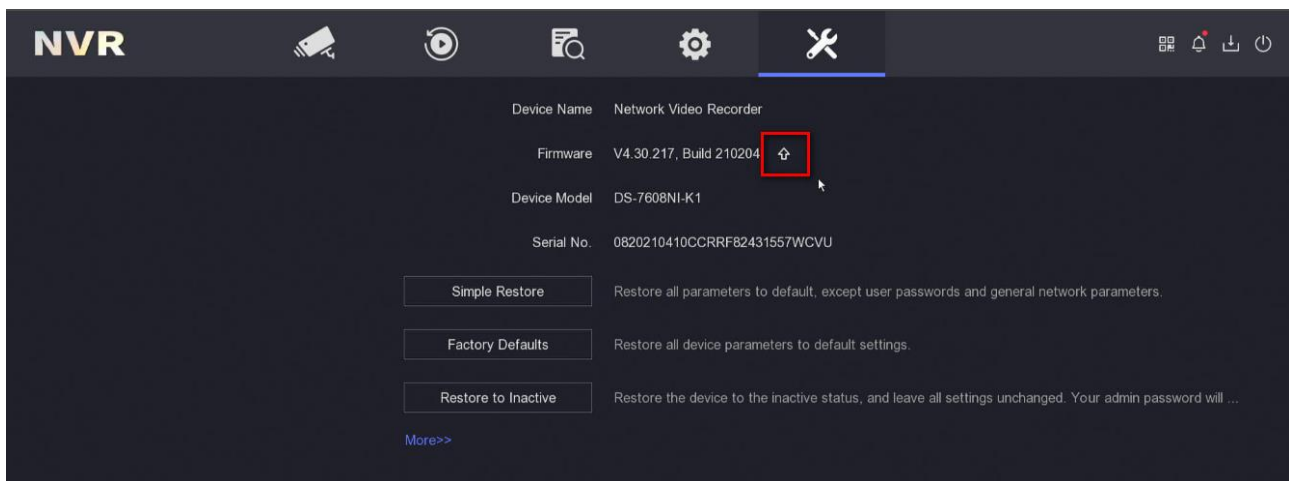 NVR
Device Name Network Video Recorder
Firmware V4.30.217, Build 210204
Device Model DS-7608NI-K1
Serial No. 0820210410CCRRF82431557WCVU
Simple Restore Restore all parameters to default, except user passwords and general network parameters.
Factory Defaults Restore all device parameters to default settings.
Restore to Inactive Restore the device to the inactive status, and leave all settings unchanged. Your admin password will ...
More>>